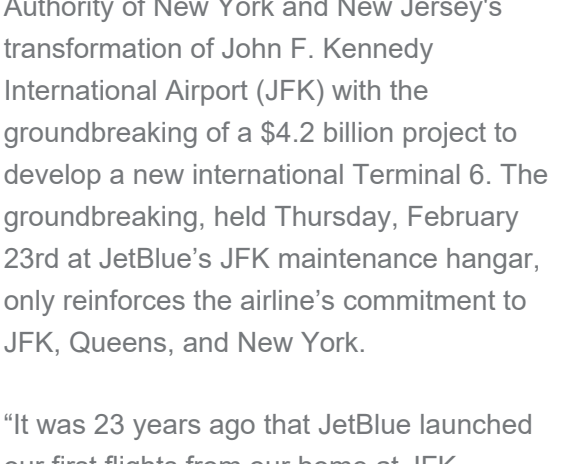 Authority of New York and New Jersey's
transformation of John F. Kennedy
International Airport (JFK) with the
groundbreaking of a $4.2 billion project to
develop a new international Terminal 6. The
groundbreaking, held Thursday, February
23rd at JetBlue’s JFK maintenance hangar,
only reinforces the airline’s commitment to
JFK, Queens, and New York.
“It was 23 years ago that JetBlue launched
our first flights from our home at JFK